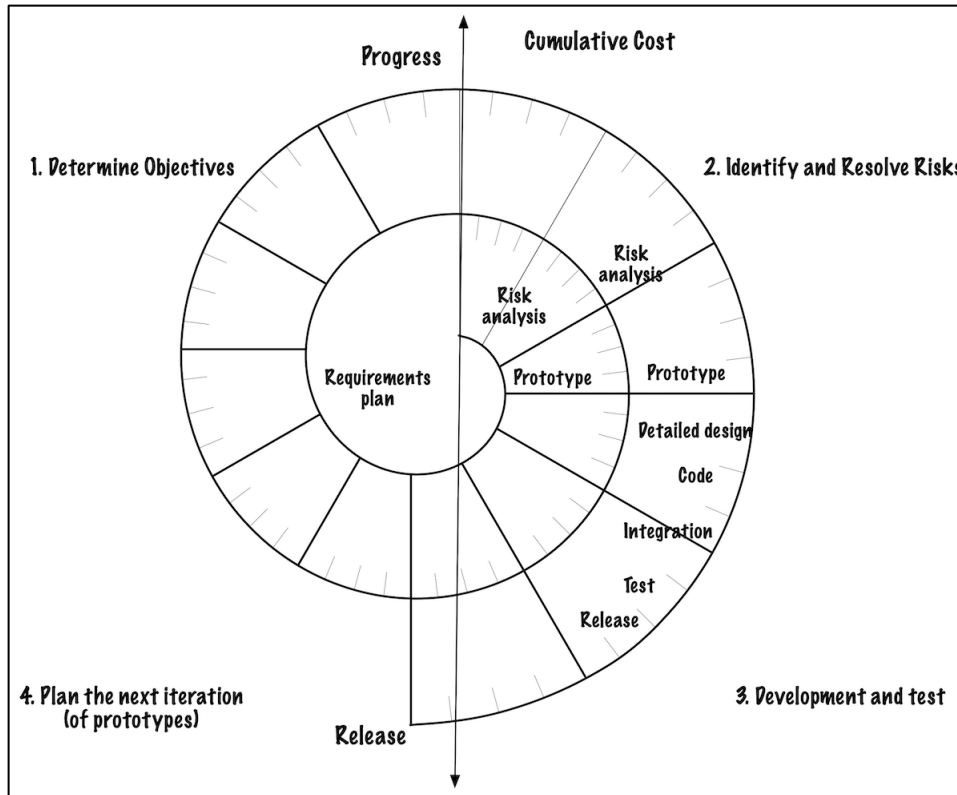 Progress
Cumulative Cost
1. Determine Objectives
2. Identify and Resolve Risks
Risk
analysis
Risk
analysis
Requirements
plan
Prototype
Prototype
Detailed design
Code
Integration
Test
Release
4. Plan the next iteration
(of prototypes)
3. Development and test
Release